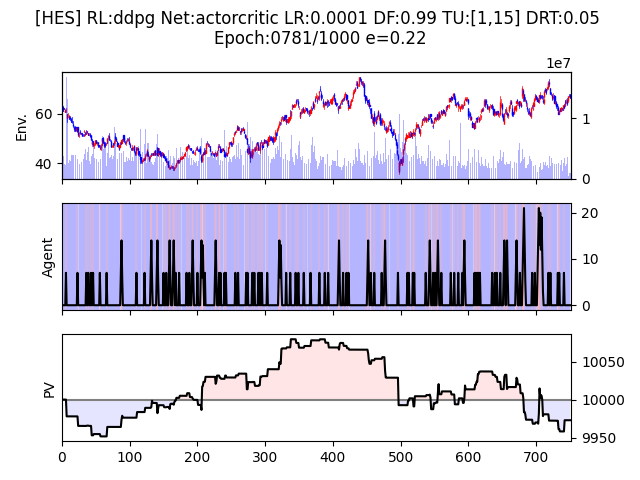 [HES] RL:ddpg Net:actorcritic LR:0.0001 DF:0.99 TU:[1,15] DRT:0.05
Epoch:0781/1000 e=0.22
1e7
Env.
60
40
1
0
Agent
20
10
0
PV
10050
10000
9950
0 100 200 300 400 500 600 700